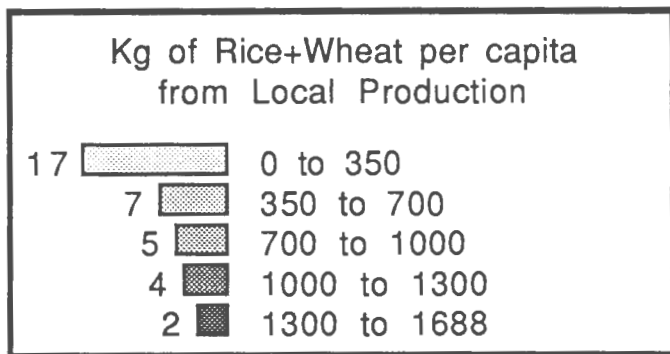 Kg of Rice+Wheat per capita
from Local Production
17 0 to 350
7 350 to 700
5 700 to 1000
4 1000 to 1300
2 1300 to 1688